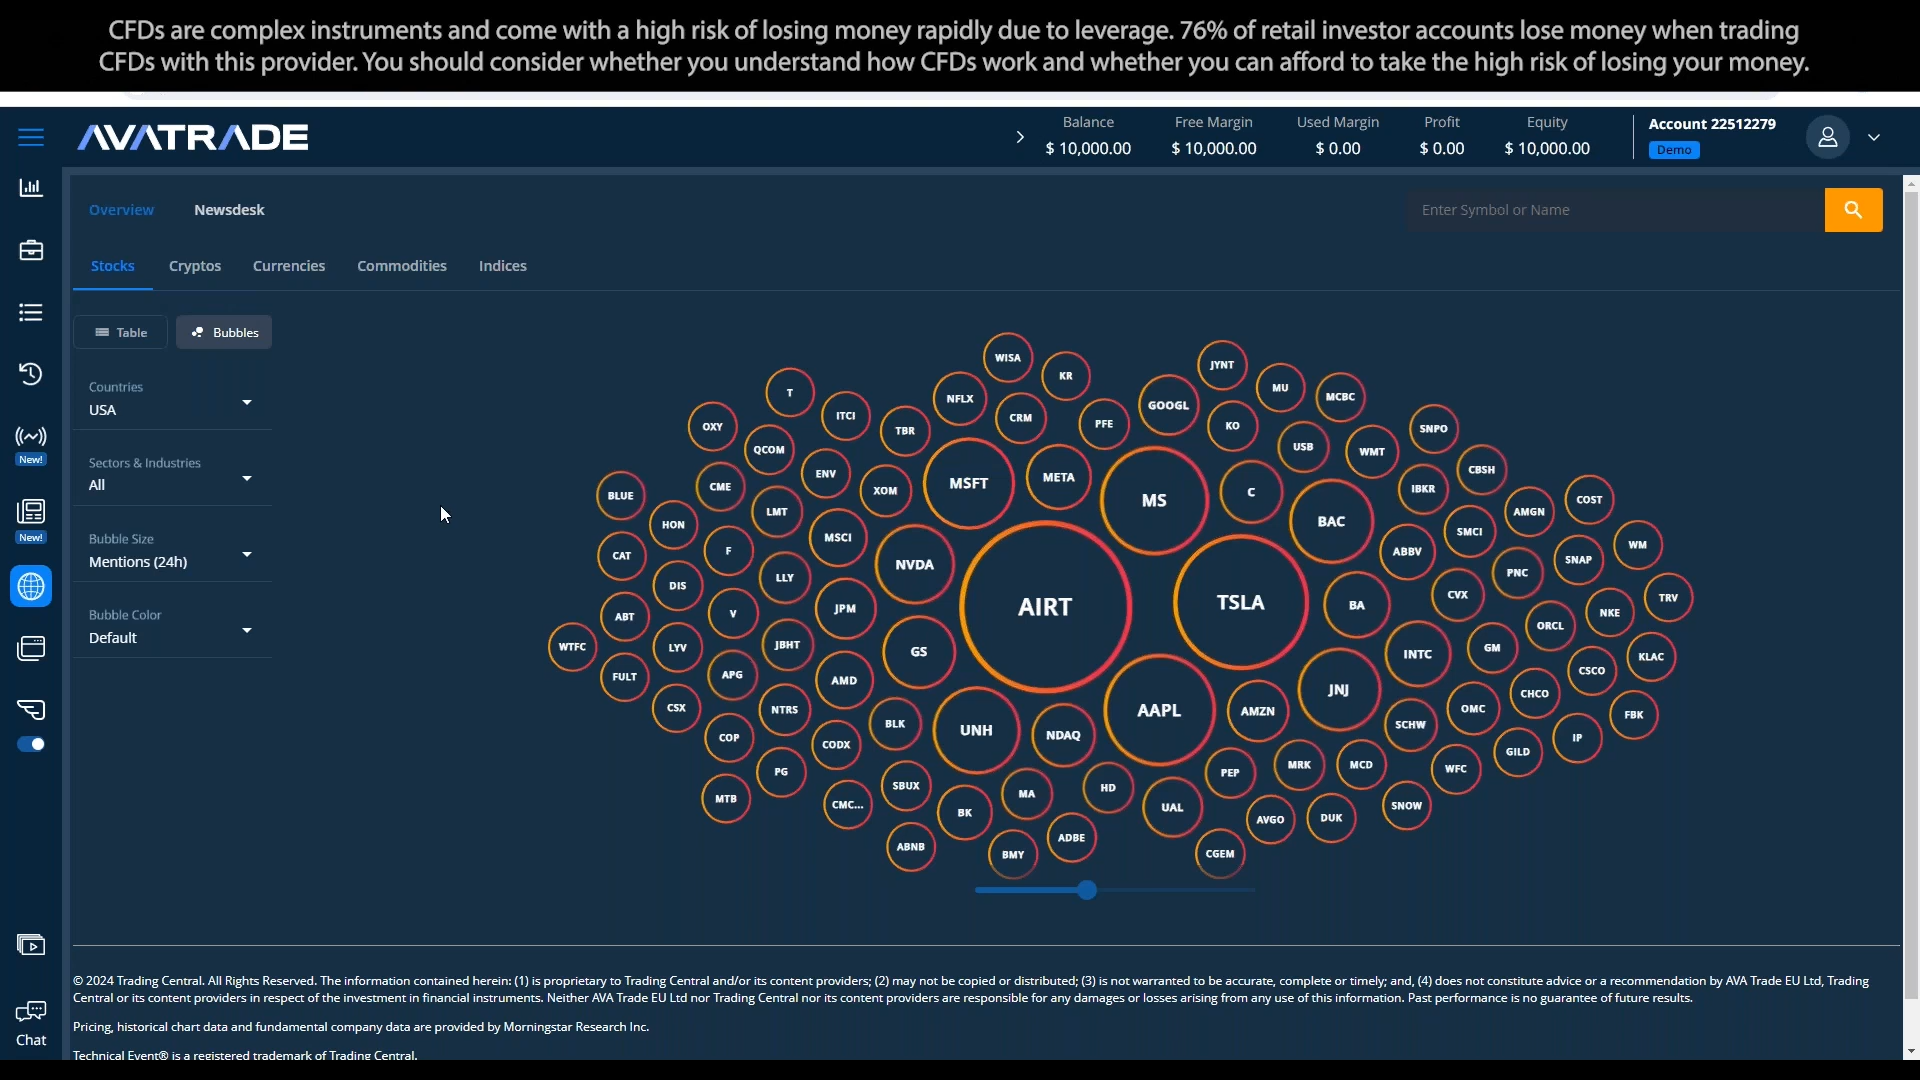 CFDs are complex instruments and come with a high risk of losing money rapidly due to leverage. 76% of retail investor accounts lose money when trading
CFDs with this provider. You should consider whether you understand how CFDs work and whether you can afford to take the high risk of losing your money.
AVATRADE
Balance Free Margin Used Margin Profit Equity Account 22512279
$ 10,000.00 $ 10,000.00 $ 0.00 $ 0.00 $ 10,000.00 Demo
Overview Newsdesk Enter Symbol or Name
Stocks Cryptos Currencies Commodities Indices
Table Bubbles
Countries
USA
Sectors & Industries
All
Bubble Size
Mentions (24h)
Bubble Color
Default
New!
New!
WISA
JYNT
KR
MU
T
MCBC
NFLX
GOOGL
ITCI
CRM
PFE
KO
OXY
SNPO
TBR
USB
QCOM
WMT
CBSH
ENV
META
MSFT
CME
XOM
IBKR
C
BLUE
COST
MS
LMT
AMGN
BAC
HON
SMCI
MSCI
WM
F
ABBV
CAT
SNAP
NVDA
PNC
LLY
DIS
CVX
TRV
TSLA
BA
AIRT
JPM
V
NKE
ABT
ORCL
JBHT
WTFC
LYV
GM
GS
INTC
KLAC
CSCO
APG
FULT
AMD
JNJ
CHCO
CSX
OMC
NTRS
AAPL
AMZN
FBK
BLK
SCHW
UNH
NDAQ
COP
IP
CODX
GILD
MRK
MCD
WFC
PG
PEP
SBUX
HD
MA
MTB
CMC...
SNOW
UAL
BK
DUK
AVGO
ADBE
ABNB
CGEM
BMY
© 2024 Trading Central. All Rights Reserved. The information contained herein: (1) is proprietary to Trading Central and/or its content providers; (2) may not be copied or distributed; (3) is not warranted to be accurate, complete or timely; and, (4) does not constitute advice or a recommendation by AVA Trade EU Ltd, Trading
Central or its content providers in respect of the investment in financial instruments. Neither AVA Trade EU Ltd nor Trading Central nor its content providers are responsible for any damages or losses arising from any use of this information. Past performance is no guarantee of future results.
Pricing, historical chart data and fundamental company data are provided by Morningstar Research Inc.
Chat
Technical Event® is a registered trademark of Trading Central.